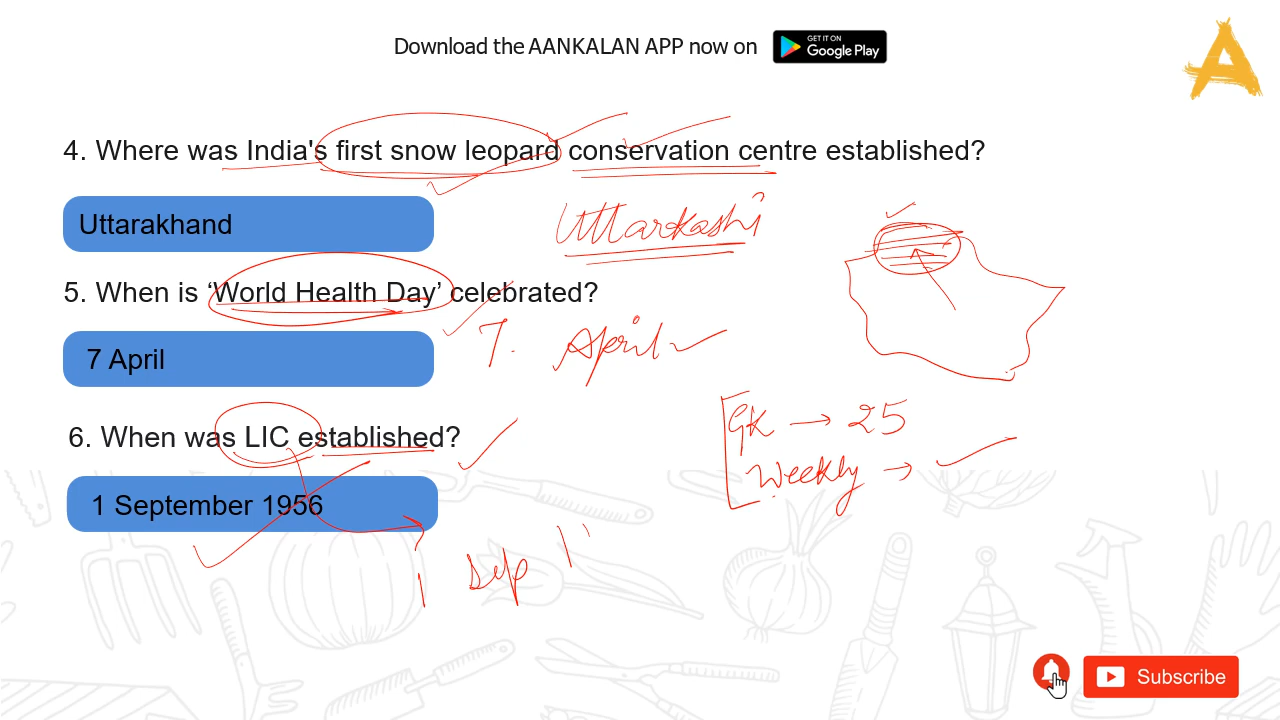 Download the AANKALAN APP now on GET IT ON Google Play
A
4. Where was India's first snow leopard conservation centre established?
Uttarakhand
Uttarkashi
5. When is ‘World Health Day’ celebrated?
7 April
7. April
6. When was LIC established?
GK → 25
Weekly →
1 September 1956
1 Sep 1
Subscribe